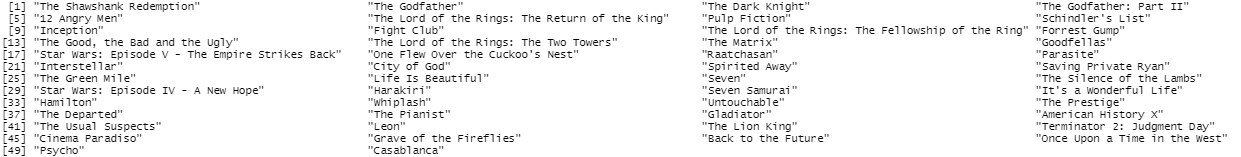 [1] "The Shawshank Redemption" "The Godfather" "The Dark Knight" "The Godfather: Part II"
[5] "12 Angry Men" "The Lord of the Rings: The Return of the King" "Pulp Fiction" "Schindler's List"
[9] "Inception" "Fight Club" "The Lord of the Rings: The Fellowship of the Ring" "Forrest Gump"
[13] "The Good, the Bad and the Ugly" "The Lord of the Rings: The Two Towers" "The Matrix" "Goodfellas"
[17] "Star Wars: Episode V - The Empire Strikes Back" "One Flew Over the Cuckoo's Nest" "Raatchasan" "Parasite"
[21] "Interstellar" "City of God" "Spirited Away" "Saving Private Ryan"
[25] "The Green Mile" "Life Is Beautiful" "Seven" "The Silence of the Lambs"
[29] "Star Wars: Episode IV - A New Hope" "Harakiri" "Seven Samurai" "It's a Wonderful Life"
[33] "Hamilton" "Whiplash" "Untouchable" "The Prestige"
[37] "The Departed" "The Pianist" "Gladiator" "American History X"
[41] "The Usual Suspects" "Leon" "The Lion King" "Terminator 2: Judgment Day"
[45] "Cinema Paradiso" "Grave of the Fireflies" "Back to the Future" "Once Upon a Time in the West"
[49] "Psycho" "Casablanca"